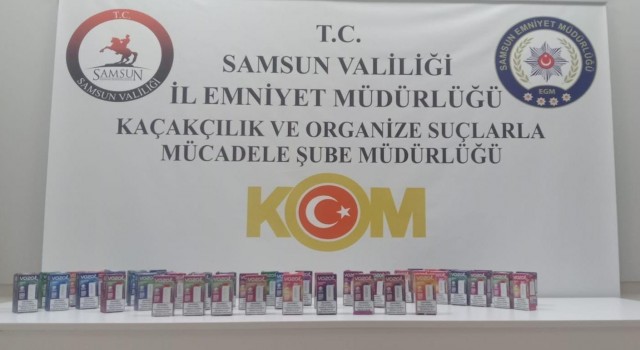 T.C.
SAMSUN
SAMSUN VALİLİĞİ
T.C.
SAMSUN VALİLİĞİ
İL EMNİYET MÜDÜRLÜĞÜ
KAÇAKÇILIK VE ORGANİZE SUÇLARLA
MÜCADELE ŞUBE MÜDÜRLÜĞÜ
SAMSUN EMNİYET MÜDÜRLÜĞÜ
EGM
KOM